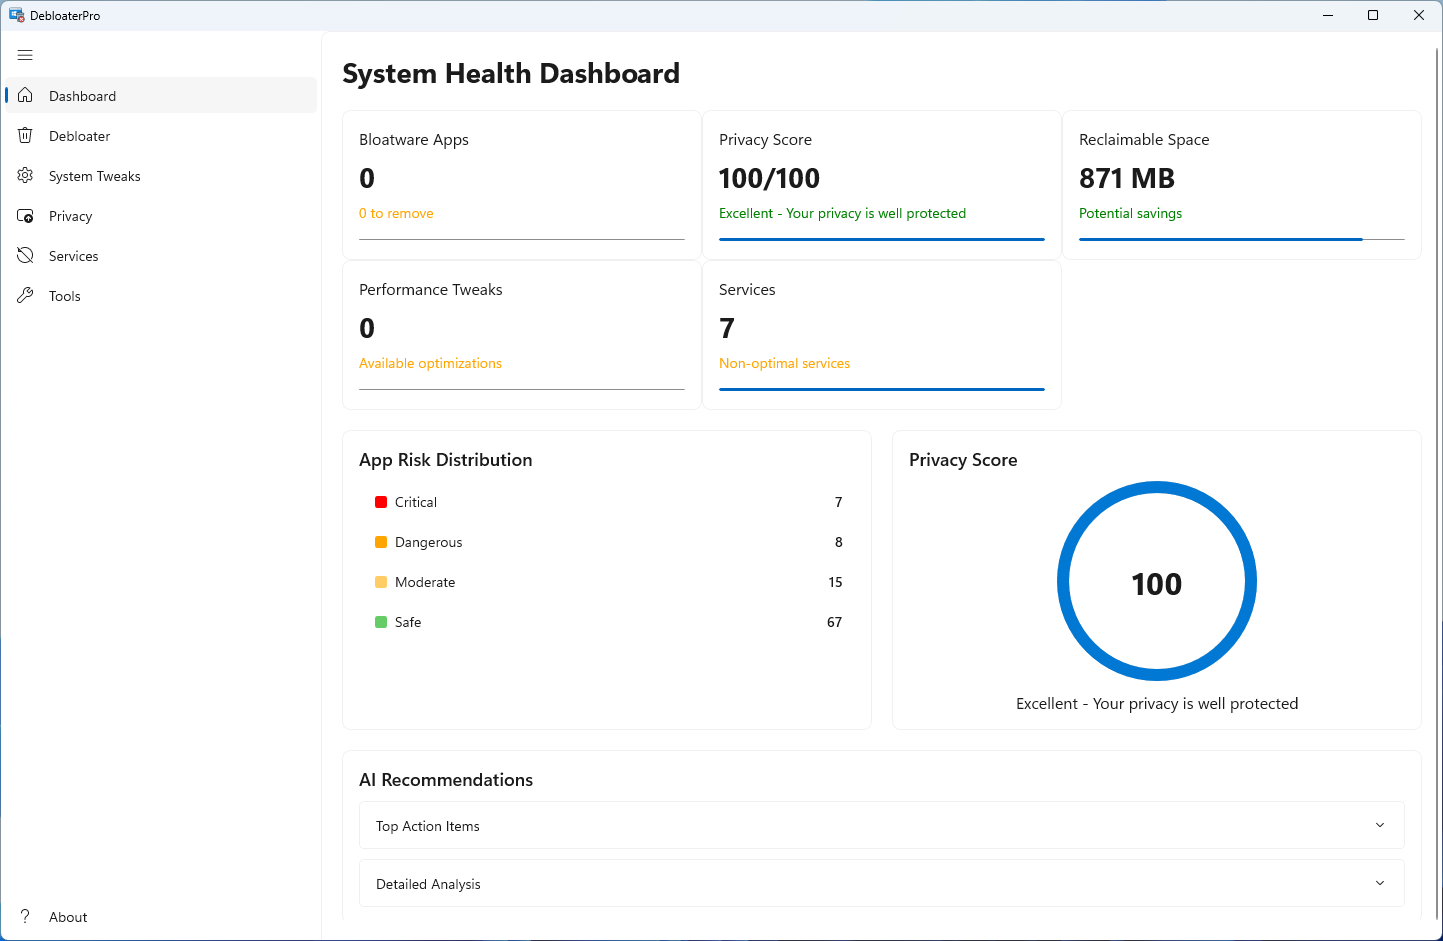 DebloaterPro
Dashboard
Debloater
System Tweaks
Privacy
Services
Tools
? About
System Health Dashboard
Bloatware Apps
0
0 to remove
Privacy Score
100/100
Excellent - Your privacy is well protected
Reclaimable Space
871 MB
Potential savings
Performance Tweaks
0
Available optimizations
Services
7
Non-optimal services
App Risk Distribution
Critical 7
Dangerous 8
Moderate 15
Safe 67
Privacy Score
100
Excellent - Your privacy is well protected
AI Recommendations
Top Action Items
Detailed Analysis